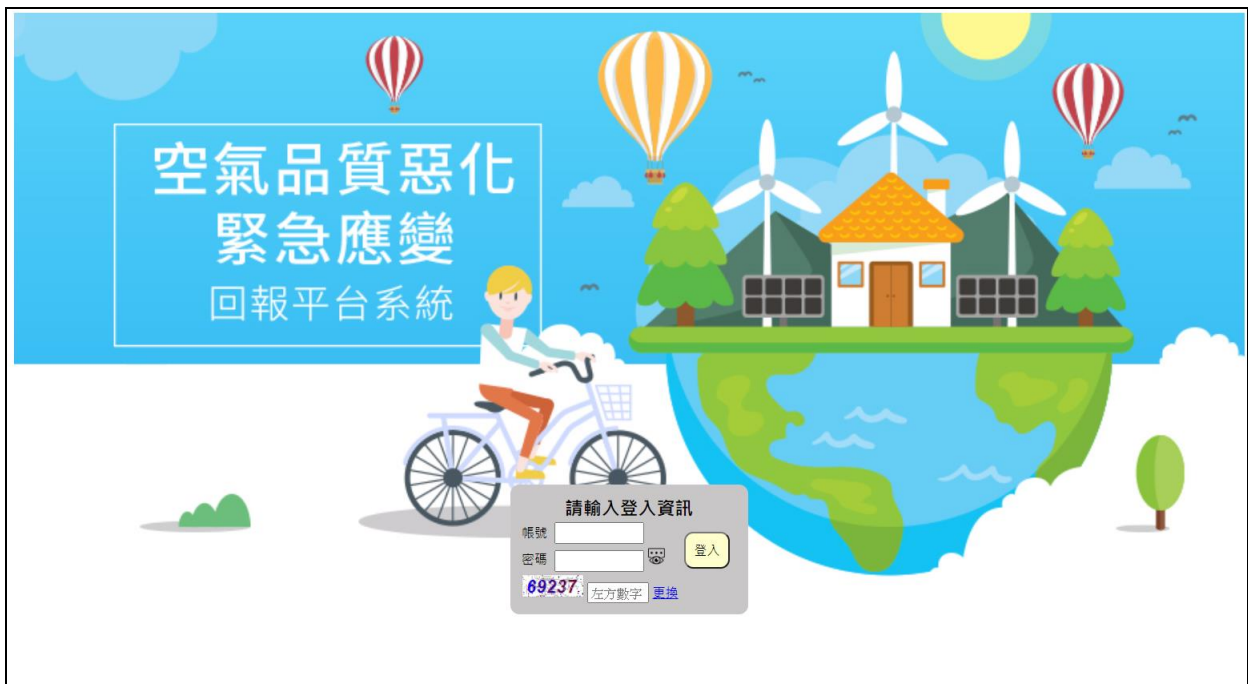 空氣品質惡化
緊急應變
回報平台系統
請輸入登入資訊
帳號
密碼
登入
69237 左方數字 更換